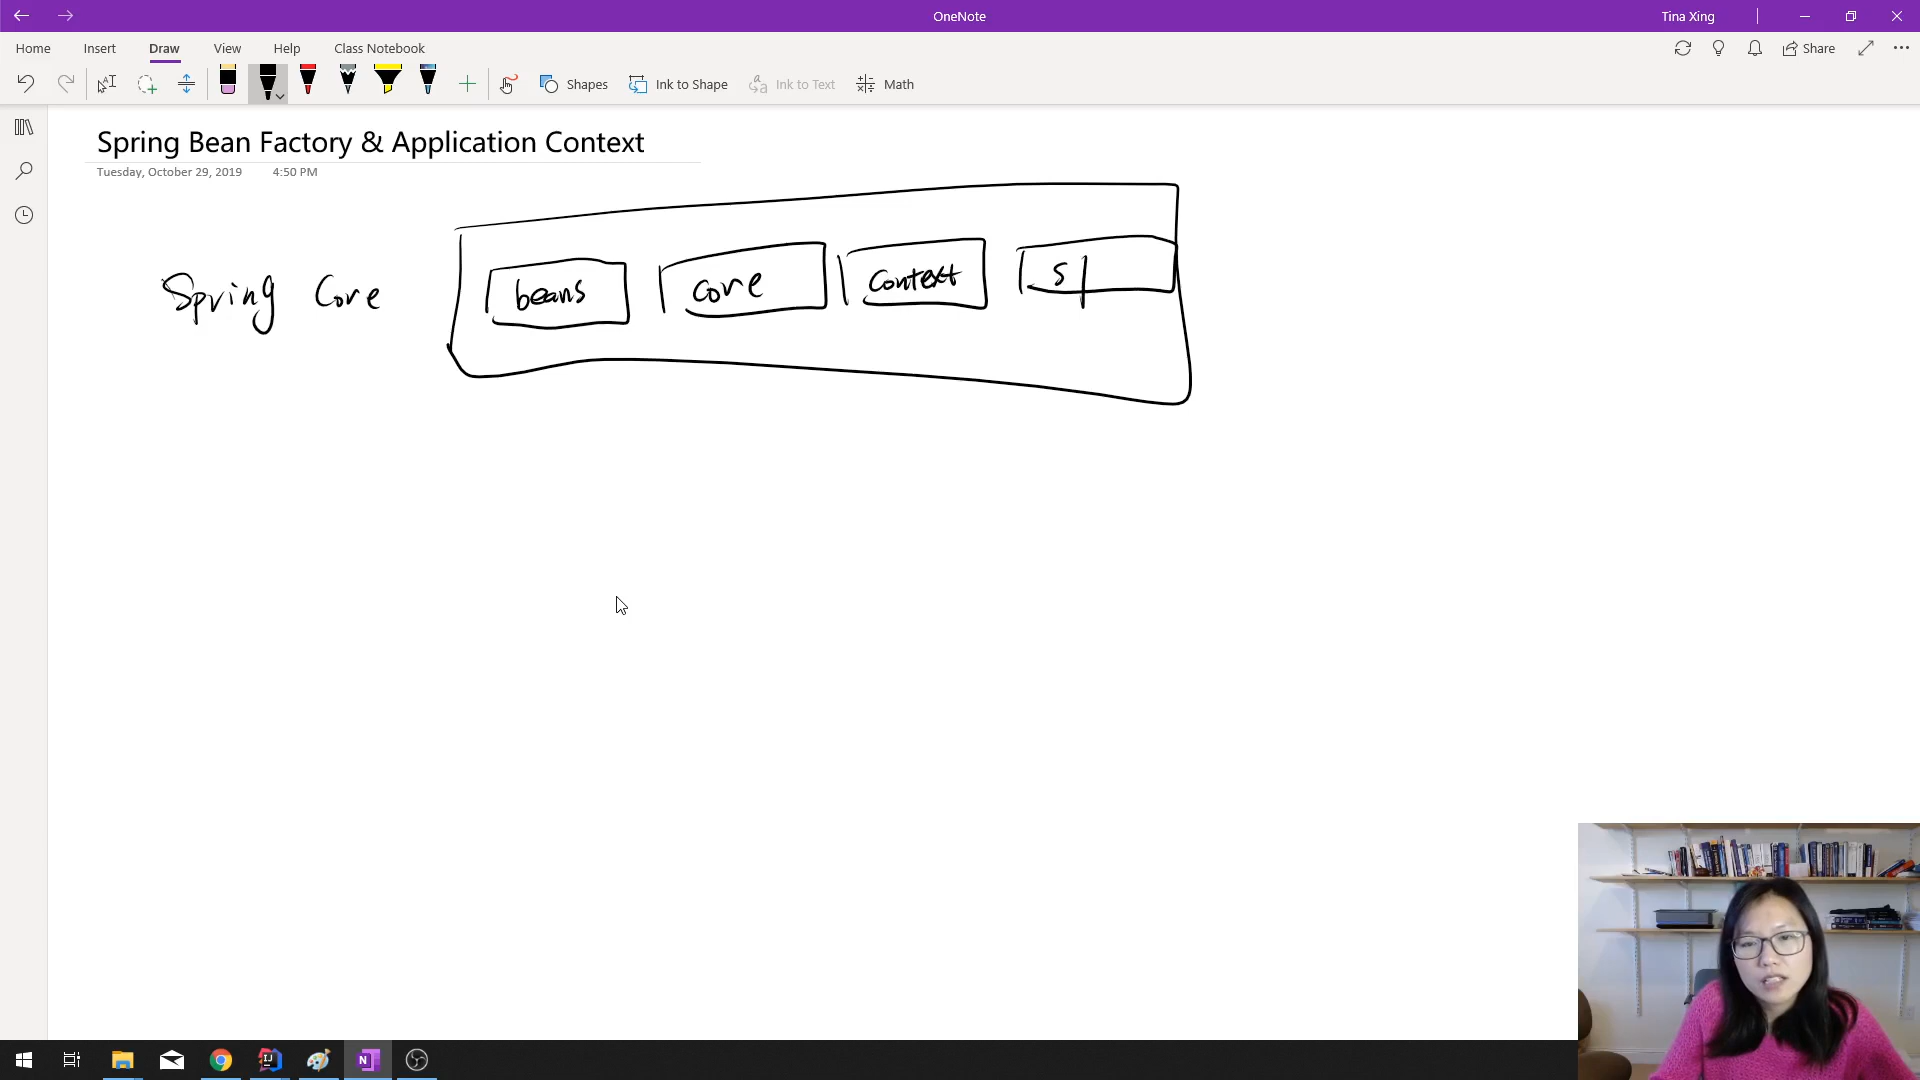 OneNote
Tina Xing
Home Insert Draw View Help Class Notebook
Share
Shapes Ink to Shape Ink to Text Math
Spring Bean Factory & Application Context
Tuesday, October 29, 2019 4:50 PM
Spring Core
beans core context